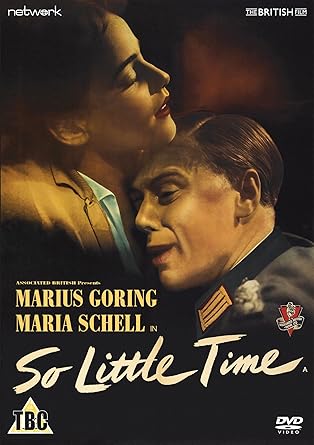 network
THE BRITISH FILM
ASSOCIATED BRITISH Presents
MARIUS GORING
MARIA SCHELL IN
So Little Time
A
TBC
DVD
VIDEO